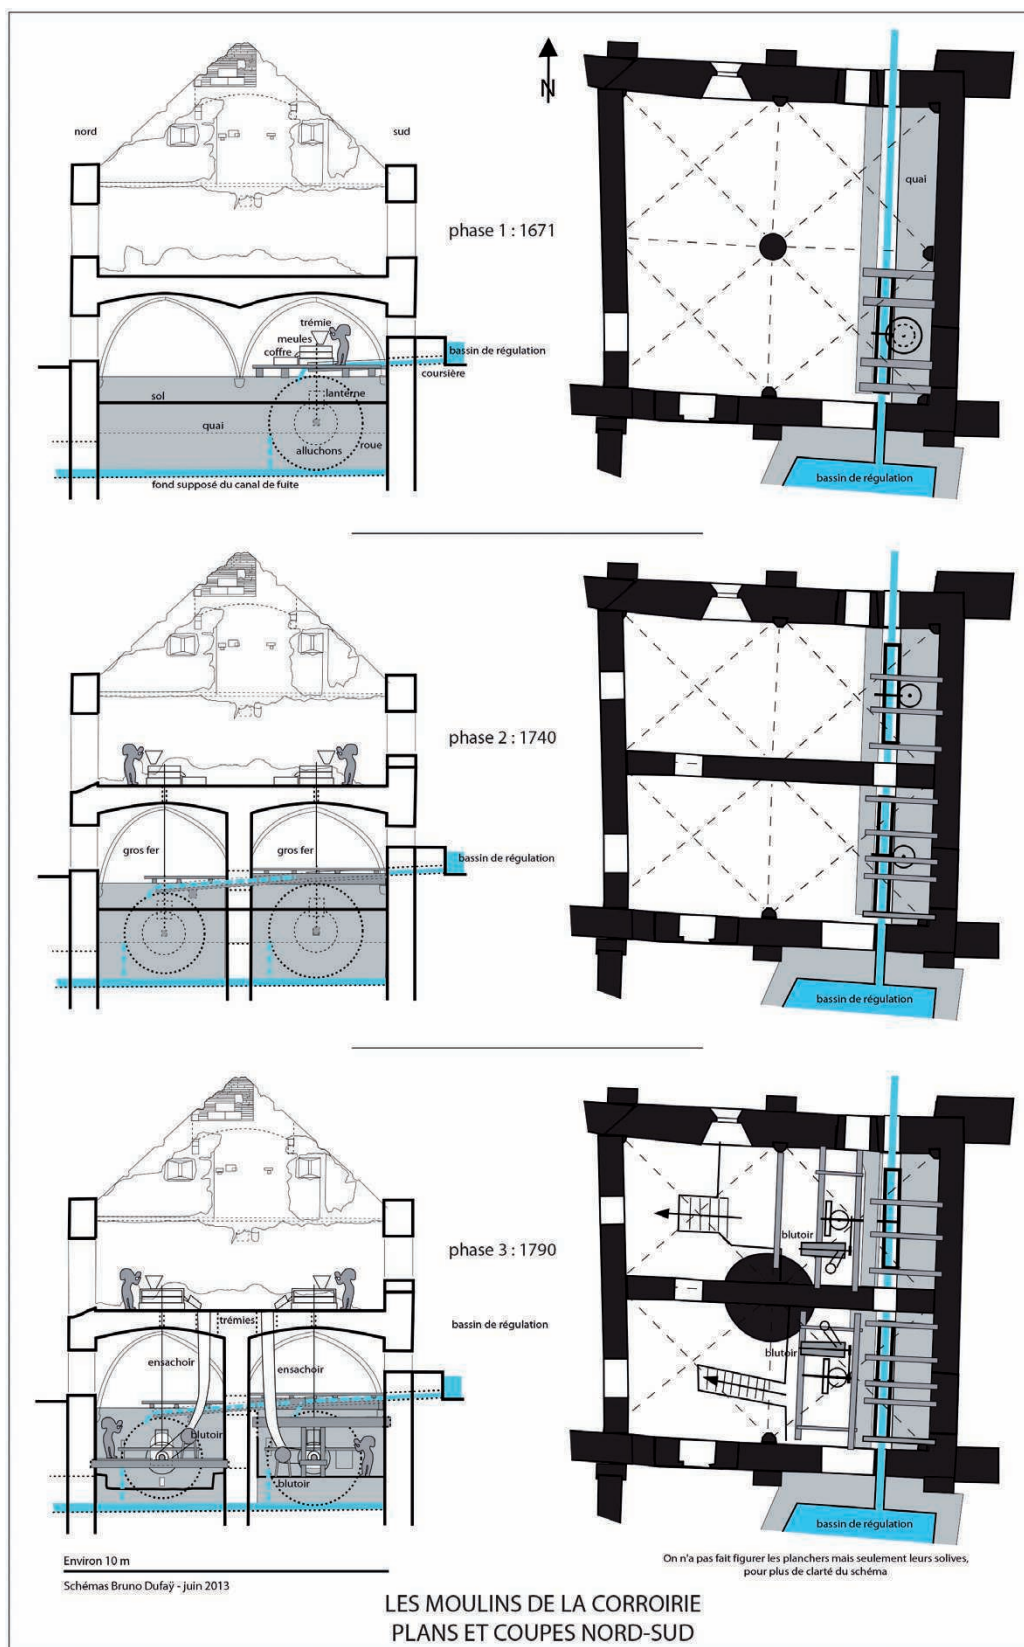 N
nord
sud
quai
phase 1 : 1671
trémie
meules
coffre
bassin de régulation
coursière
lanterne
sol
quai
roue
alluchons
fond supposé du canal de fuite
bassin de régulation
phase 2 : 1740
gros fer
gros fer
bassin de régulation
bassin de régulation
phase 3 : 1790
blutoir
trémies
bassin de régulation
ensachoir
ensachoir
blutoir
blutoir
blutoir
bassin de régulation
Environ 10 m
On n'a pas fait figurer les planchers mais seulement leurs solives,
pour plus de clarté du schéma
Schémas Bruno Dufaÿ - juin 2013
LES MOULINS DE LA CORROIRIE
PLANS ET COUPES NORD-SUD